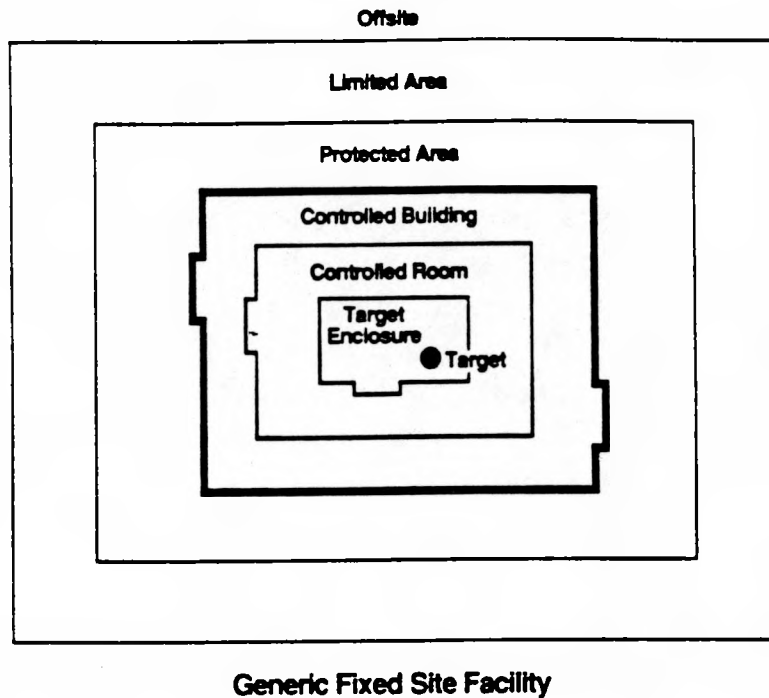 Offsite
Limited Area
Protected Area
Controlled Building
Controlled Room
Target
Enclosure
Target
Generic Fixed Site Facility